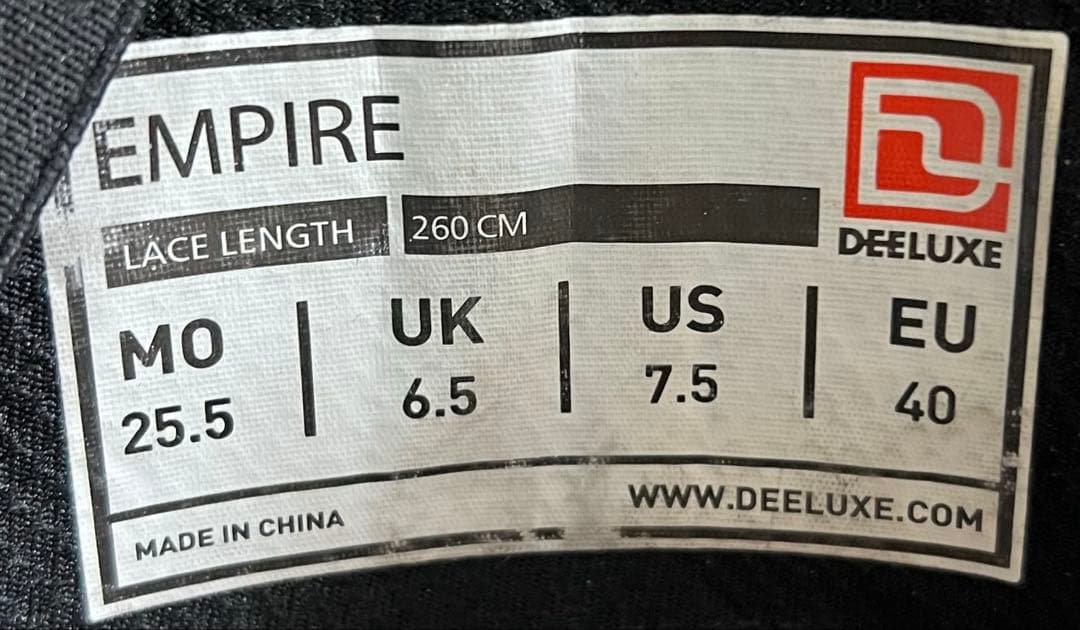 EMPIRE
LACE LENGTH 260 CM
DEELUXE
MO UK US EU
25.5 6.5 7.5 40
MADE IN CHINA
WWW.DEELUXE.COM